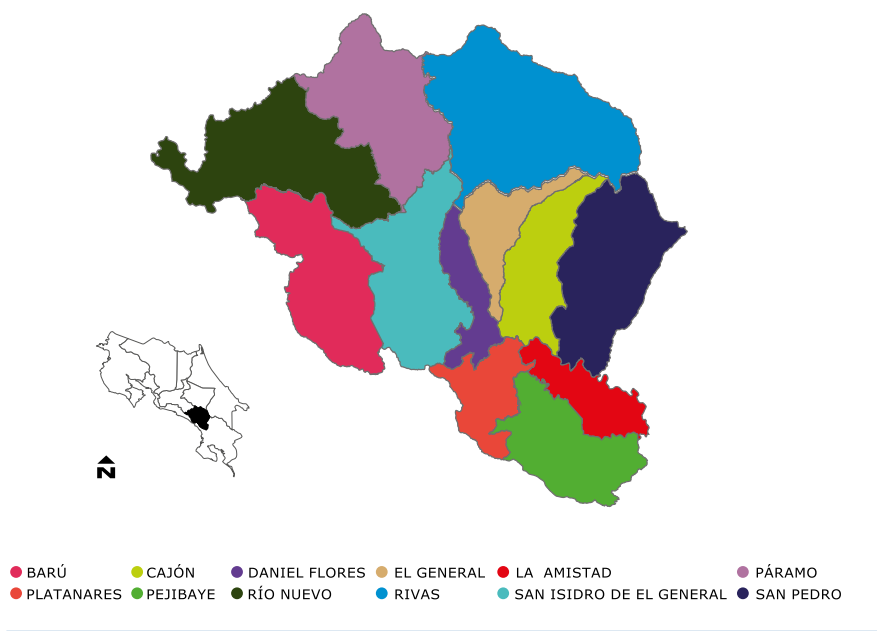 N
BARÚ CAJÓN DANIEL FLORES EL GENERAL LA AMISTAD PÁRAMO
PLATANARES PEJIBAYE RÍO NUEVO RIVAS SAN ISIDRO DE EL GENERAL SAN PEDRO